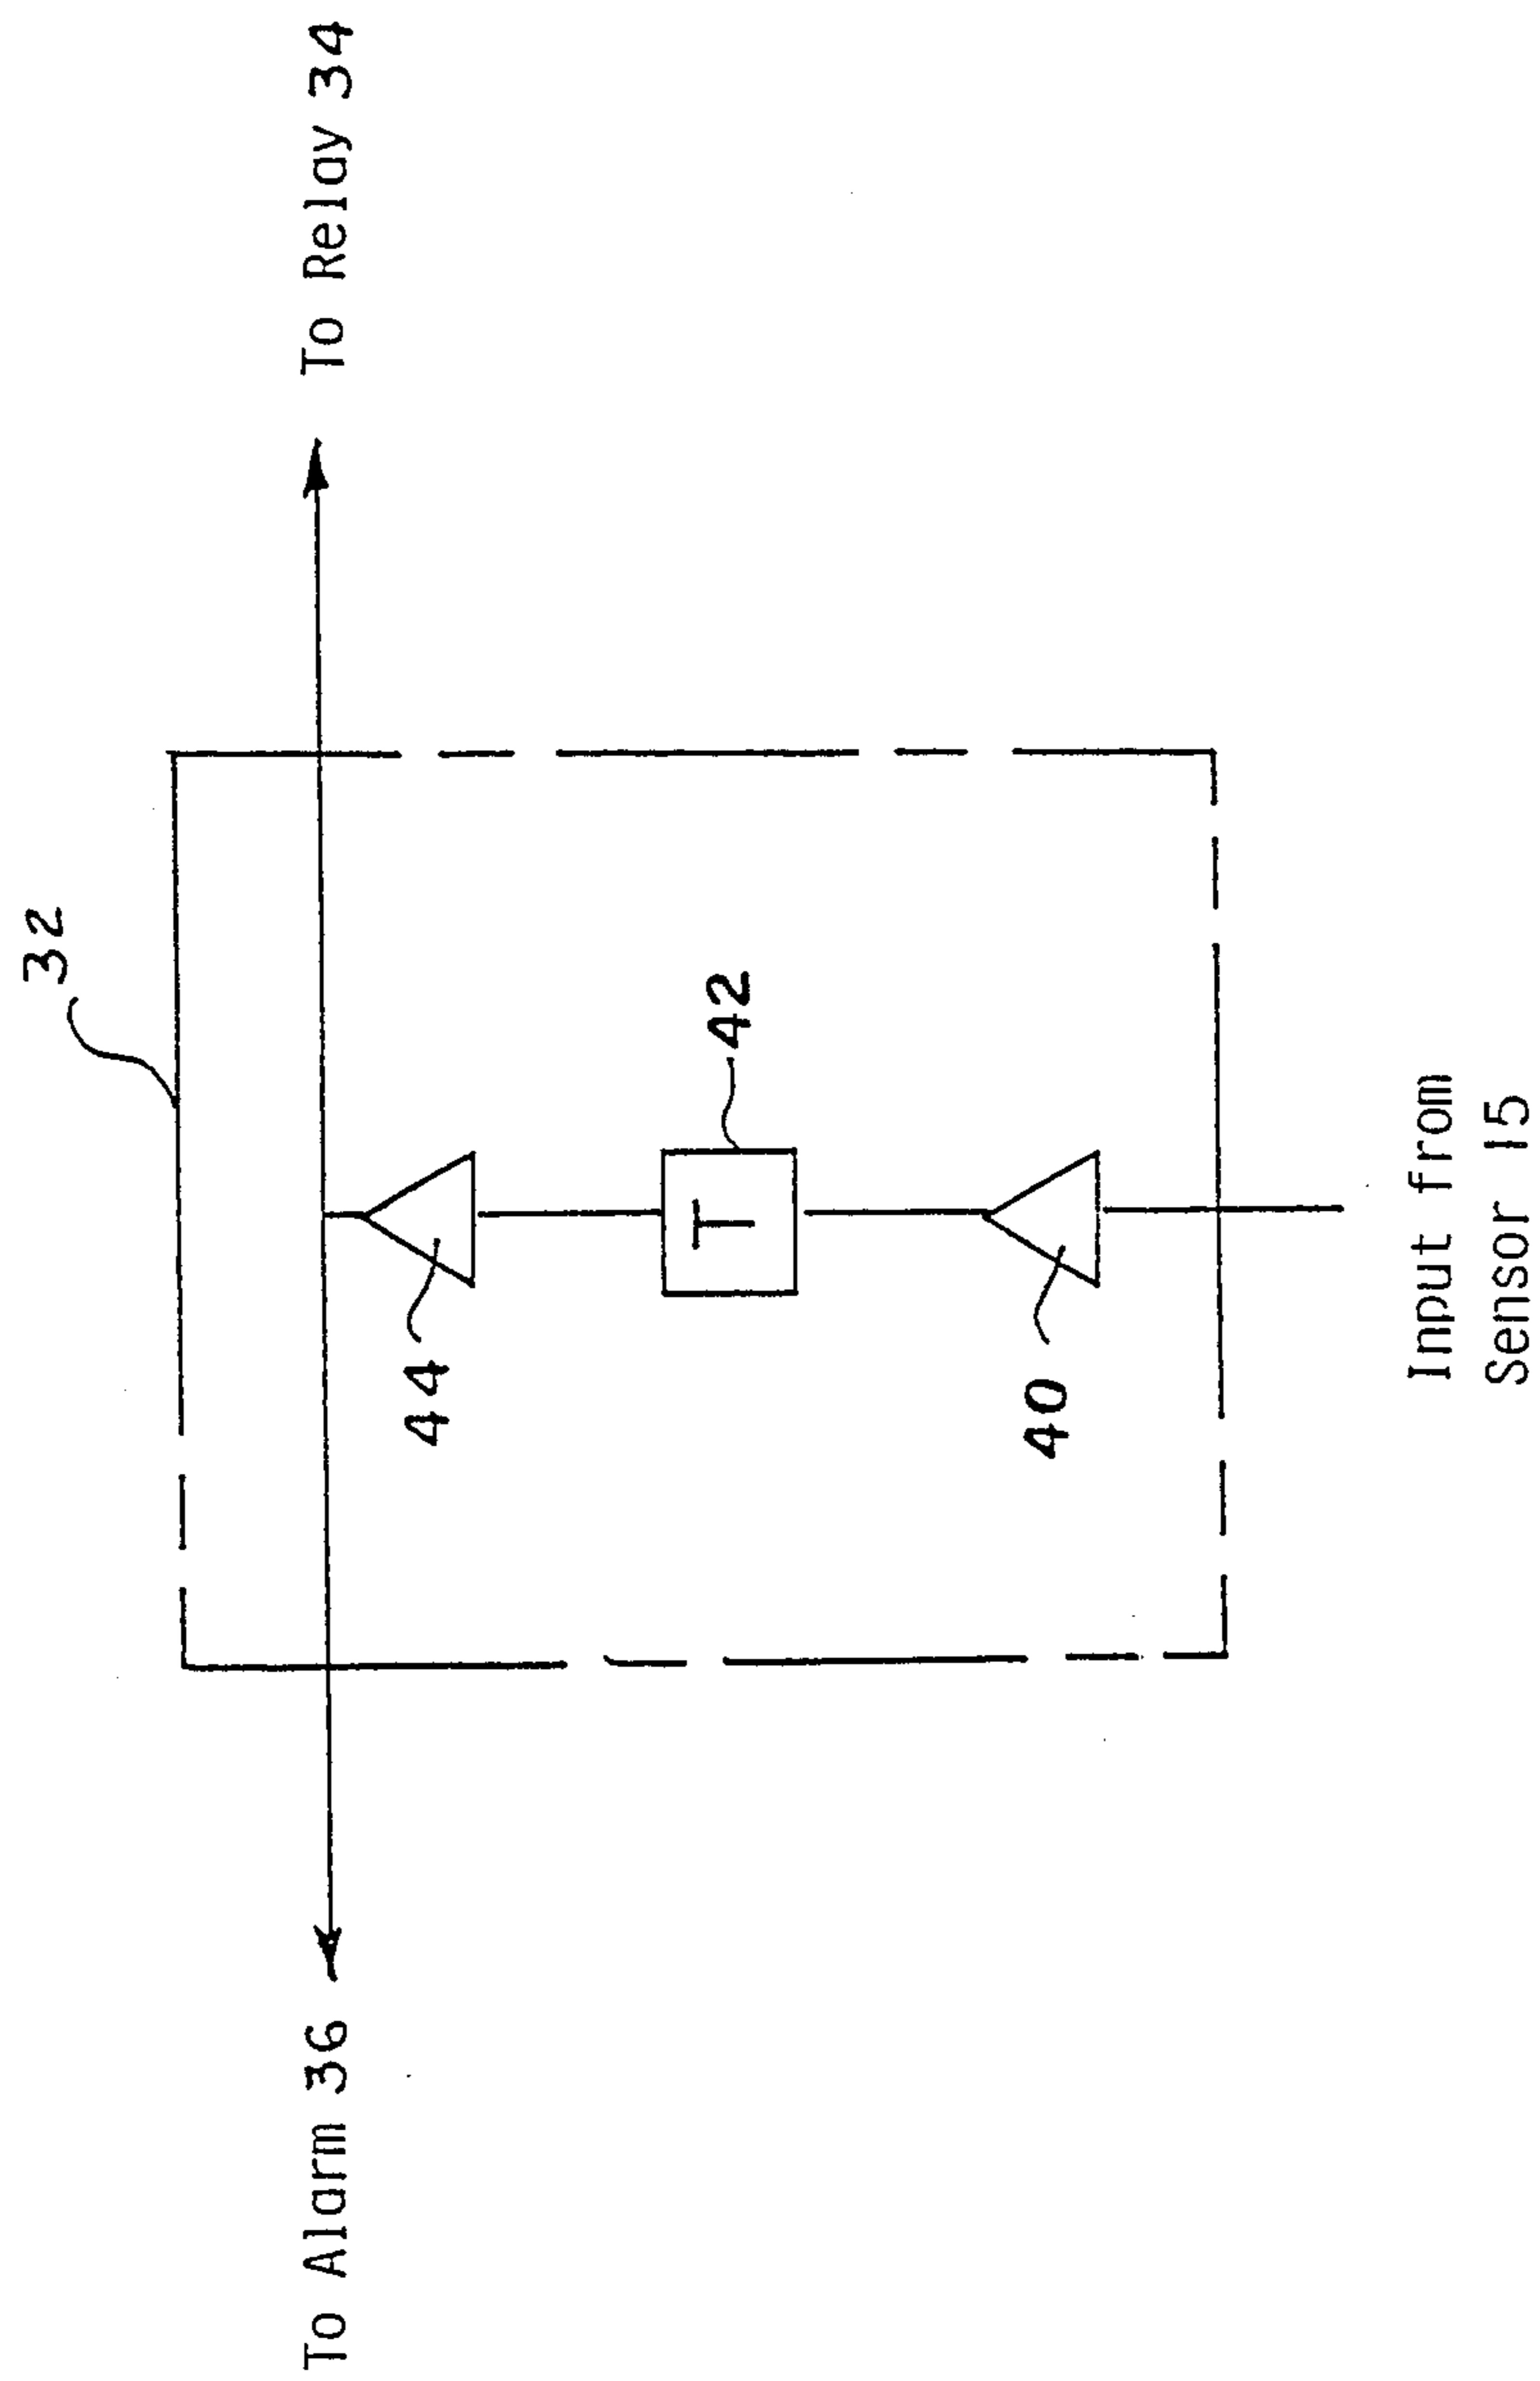 32
To Alarm 36
To Relay 34
44
42
T
40
Input from
Sensor 15